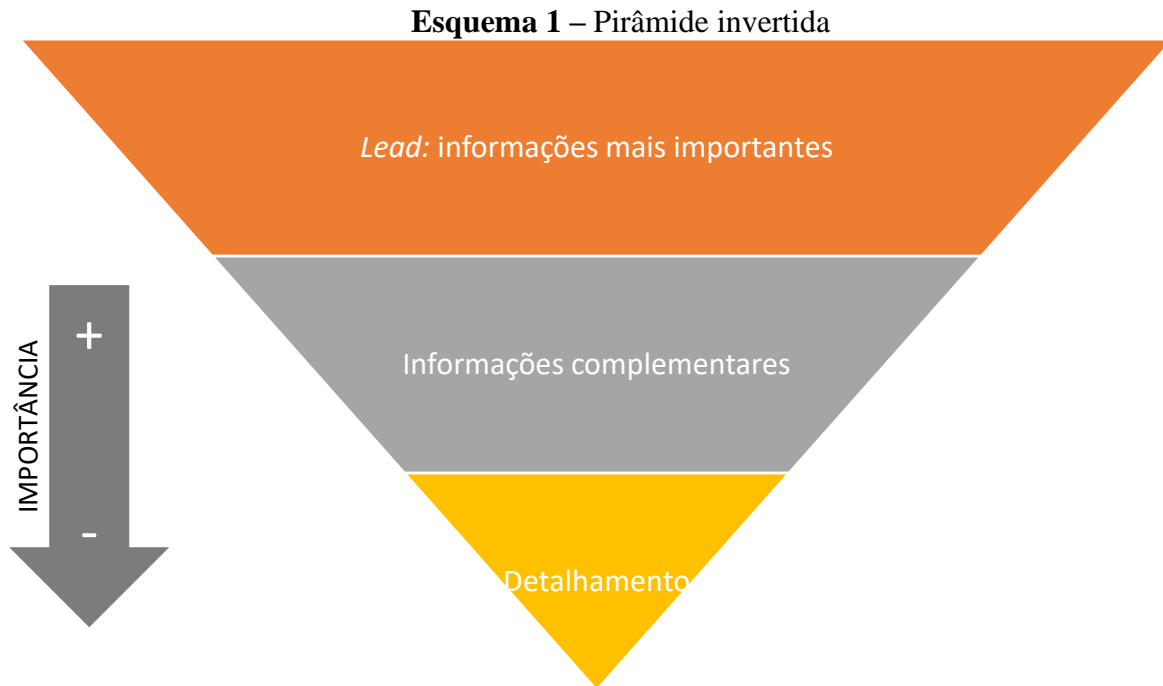 Esquema 1 – Pirâmide invertida
Lead: informações mais importantes
IMPORTÂNCIA
+
Informações complementares
-
Detalhamento